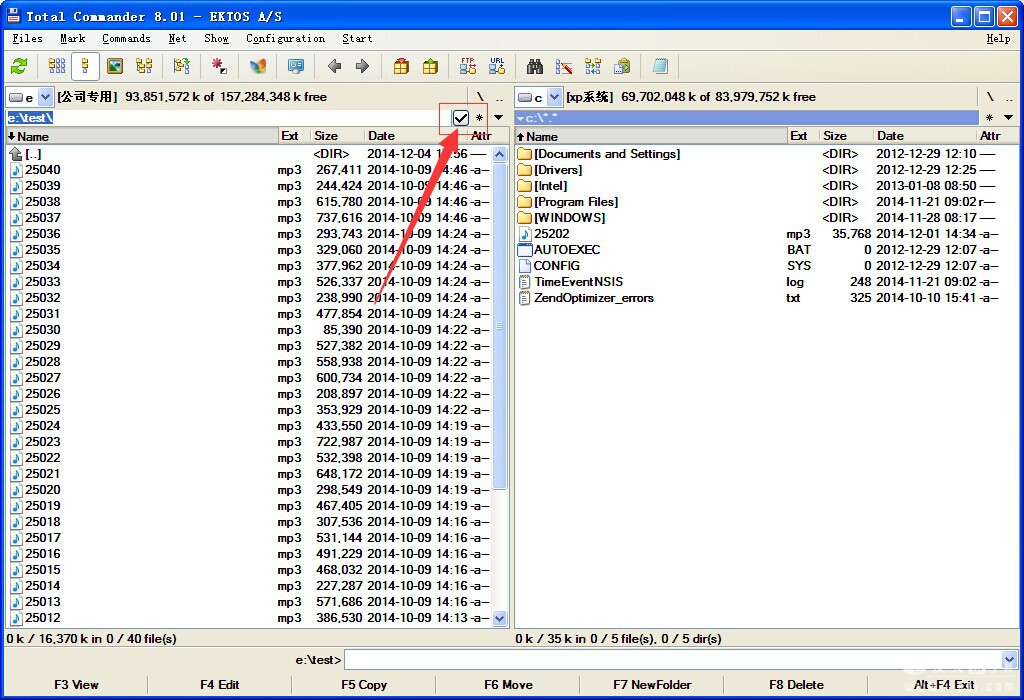 Total Commander 8.01 - EKTOS A/S
Files Mark Commands Net Show Configuration Start Help
FTP URL
e [公司专用] 93,851,572 k of 157,284,348 k free \ ..
c [xp系统] 69,702,048 k of 83,979,752 k free \ ..
e:\test\ *
c:\*.* *
Name Ext Size Date Attr
[..] <DIR> 2014-12-04 56 ----
25040 mp3 267,411 2014-10-09 14:46 -a--
25039 mp3 244,424 2014-10-09 14:46 -a--
25038 mp3 615,780 2014-10-09 14:46 -a--
25037 mp3 737,616 2014-10-09 14:46 -a--
25036 mp3 293,743 2014-10-09 14:24 -a--
25035 mp3 329,060 2014-10-09 14:24 -a--
25034 mp3 377,962 2014-10-09 14:24 -a--
25033 mp3 526,337 2014-10-09 14:24 -a--
25032 mp3 238,990 2014-10-09 14:24 -a--
25031 mp3 477,854 2014-10-09 14:24 -a--
25030 mp3 85,390 2014-10-09 14:22 -a--
25029 mp3 527,382 2014-10-09 14:22 -a--
25028 mp3 558,938 2014-10-09 14:22 -a--
25027 mp3 600,734 2014-10-09 14:22 -a--
25026 mp3 208,897 2014-10-09 14:22 -a--
25025 mp3 353,929 2014-10-09 14:22 -a--
25024 mp3 433,550 2014-10-09 14:19 -a--
25023 mp3 722,987 2014-10-09 14:19 -a--
25022 mp3 532,398 2014-10-09 14:19 -a--
25021 mp3 648,172 2014-10-09 14:19 -a--
25020 mp3 298,549 2014-10-09 14:19 -a--
25019 mp3 467,405 2014-10-09 14:19 -a--
25018 mp3 307,536 2014-10-09 14:16 -a--
25017 mp3 531,144 2014-10-09 14:16 -a--
25016 mp3 491,229 2014-10-09 14:16 -a--
25015 mp3 468,032 2014-10-09 14:16 -a--
25014 mp3 227,287 2014-10-09 14:16 -a--
25013 mp3 571,686 2014-10-09 14:16 -a--
25012 mp3 386,530 2014-10-09 14:13 -a--
0 k / 16,370 k in 0 / 40 file(s)
Name Ext Size Date Attr
[Documents and Settings] <DIR> 2012-12-29 12:10 ----
[Drivers] <DIR> 2012-12-29 12:25 ----
[Intel] <DIR> 2013-01-08 08:50 ----
[Program Files] <DIR> 2014-11-21 09:02 r---
[WINDOWS] <DIR> 2014-11-28 08:17 ----
25202 mp3 35,768 2014-12-01 14:34 -a--
AUTOEXEC BAT 0 2012-12-29 12:07 -a--
CONFIG SYS 0 2012-12-29 12:07 -a--
TimeEventNSIS log 248 2014-11-21 09:02 -a--
ZendOptimizer_errors txt 325 2014-10-10 15:41 -a--
0 k / 35 k in 0 / 5 file(s), 0 / 5 dir(s)
e:\test>
F3 View F4 Edit F5 Copy F6 Move F7 NewFolder F8 Delete Alt+F4 Exit